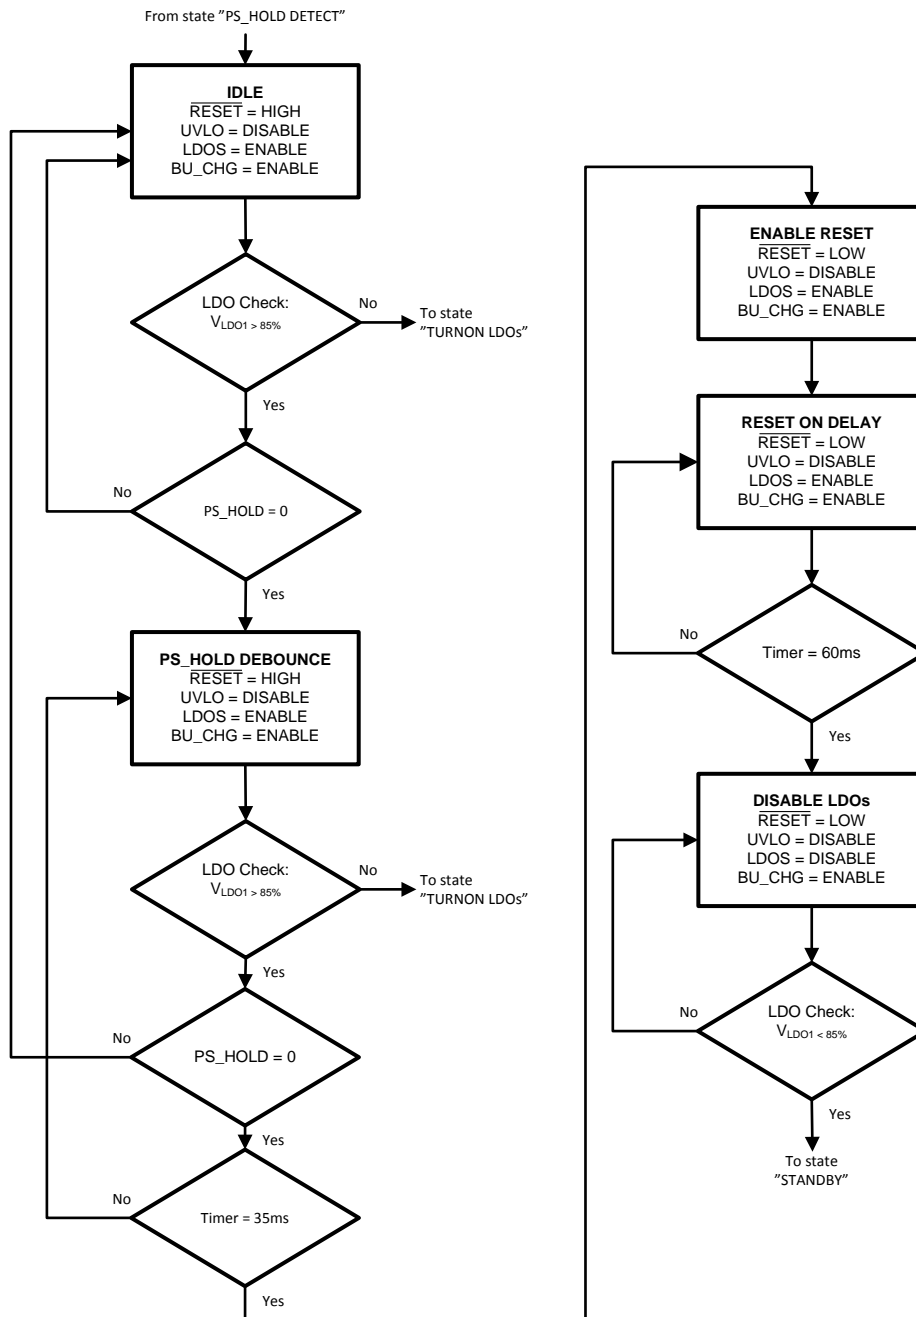 From state ”PS_HOLD DETECT”
IDLE
RESET = HIGH
UVLO = DISABLE
LDOS = ENABLE
BU_CHG = ENABLE
LDO Check:
VLDO1 > 85%
No
To state
”TURNON LDOs”
Yes
PS_HOLD = 0
No
Yes
PS_HOLD DEBOUNCE
RESET = HIGH
UVLO = DISABLE
LDOS = ENABLE
BU_CHG = ENABLE
LDO Check:
VLDO1 > 85%
No
To state
”TURNON LDOs”
Yes
No
PS_HOLD = 0
Yes
No
Timer = 35ms
Yes
ENABLE RESET
RESET = LOW
UVLO = DISABLE
LDOS = ENABLE
BU_CHG = ENABLE
RESET ON DELAY
RESET = LOW
UVLO = DISABLE
LDOS = ENABLE
BU_CHG = ENABLE
No
Timer = 60ms
Yes
DISABLE LDOs
RESET = LOW
UVLO = DISABLE
LDOS = DISABLE
BU_CHG = ENABLE
LDO Check:
VLDO1 < 85%
No
Yes
To state
”STANDBY”